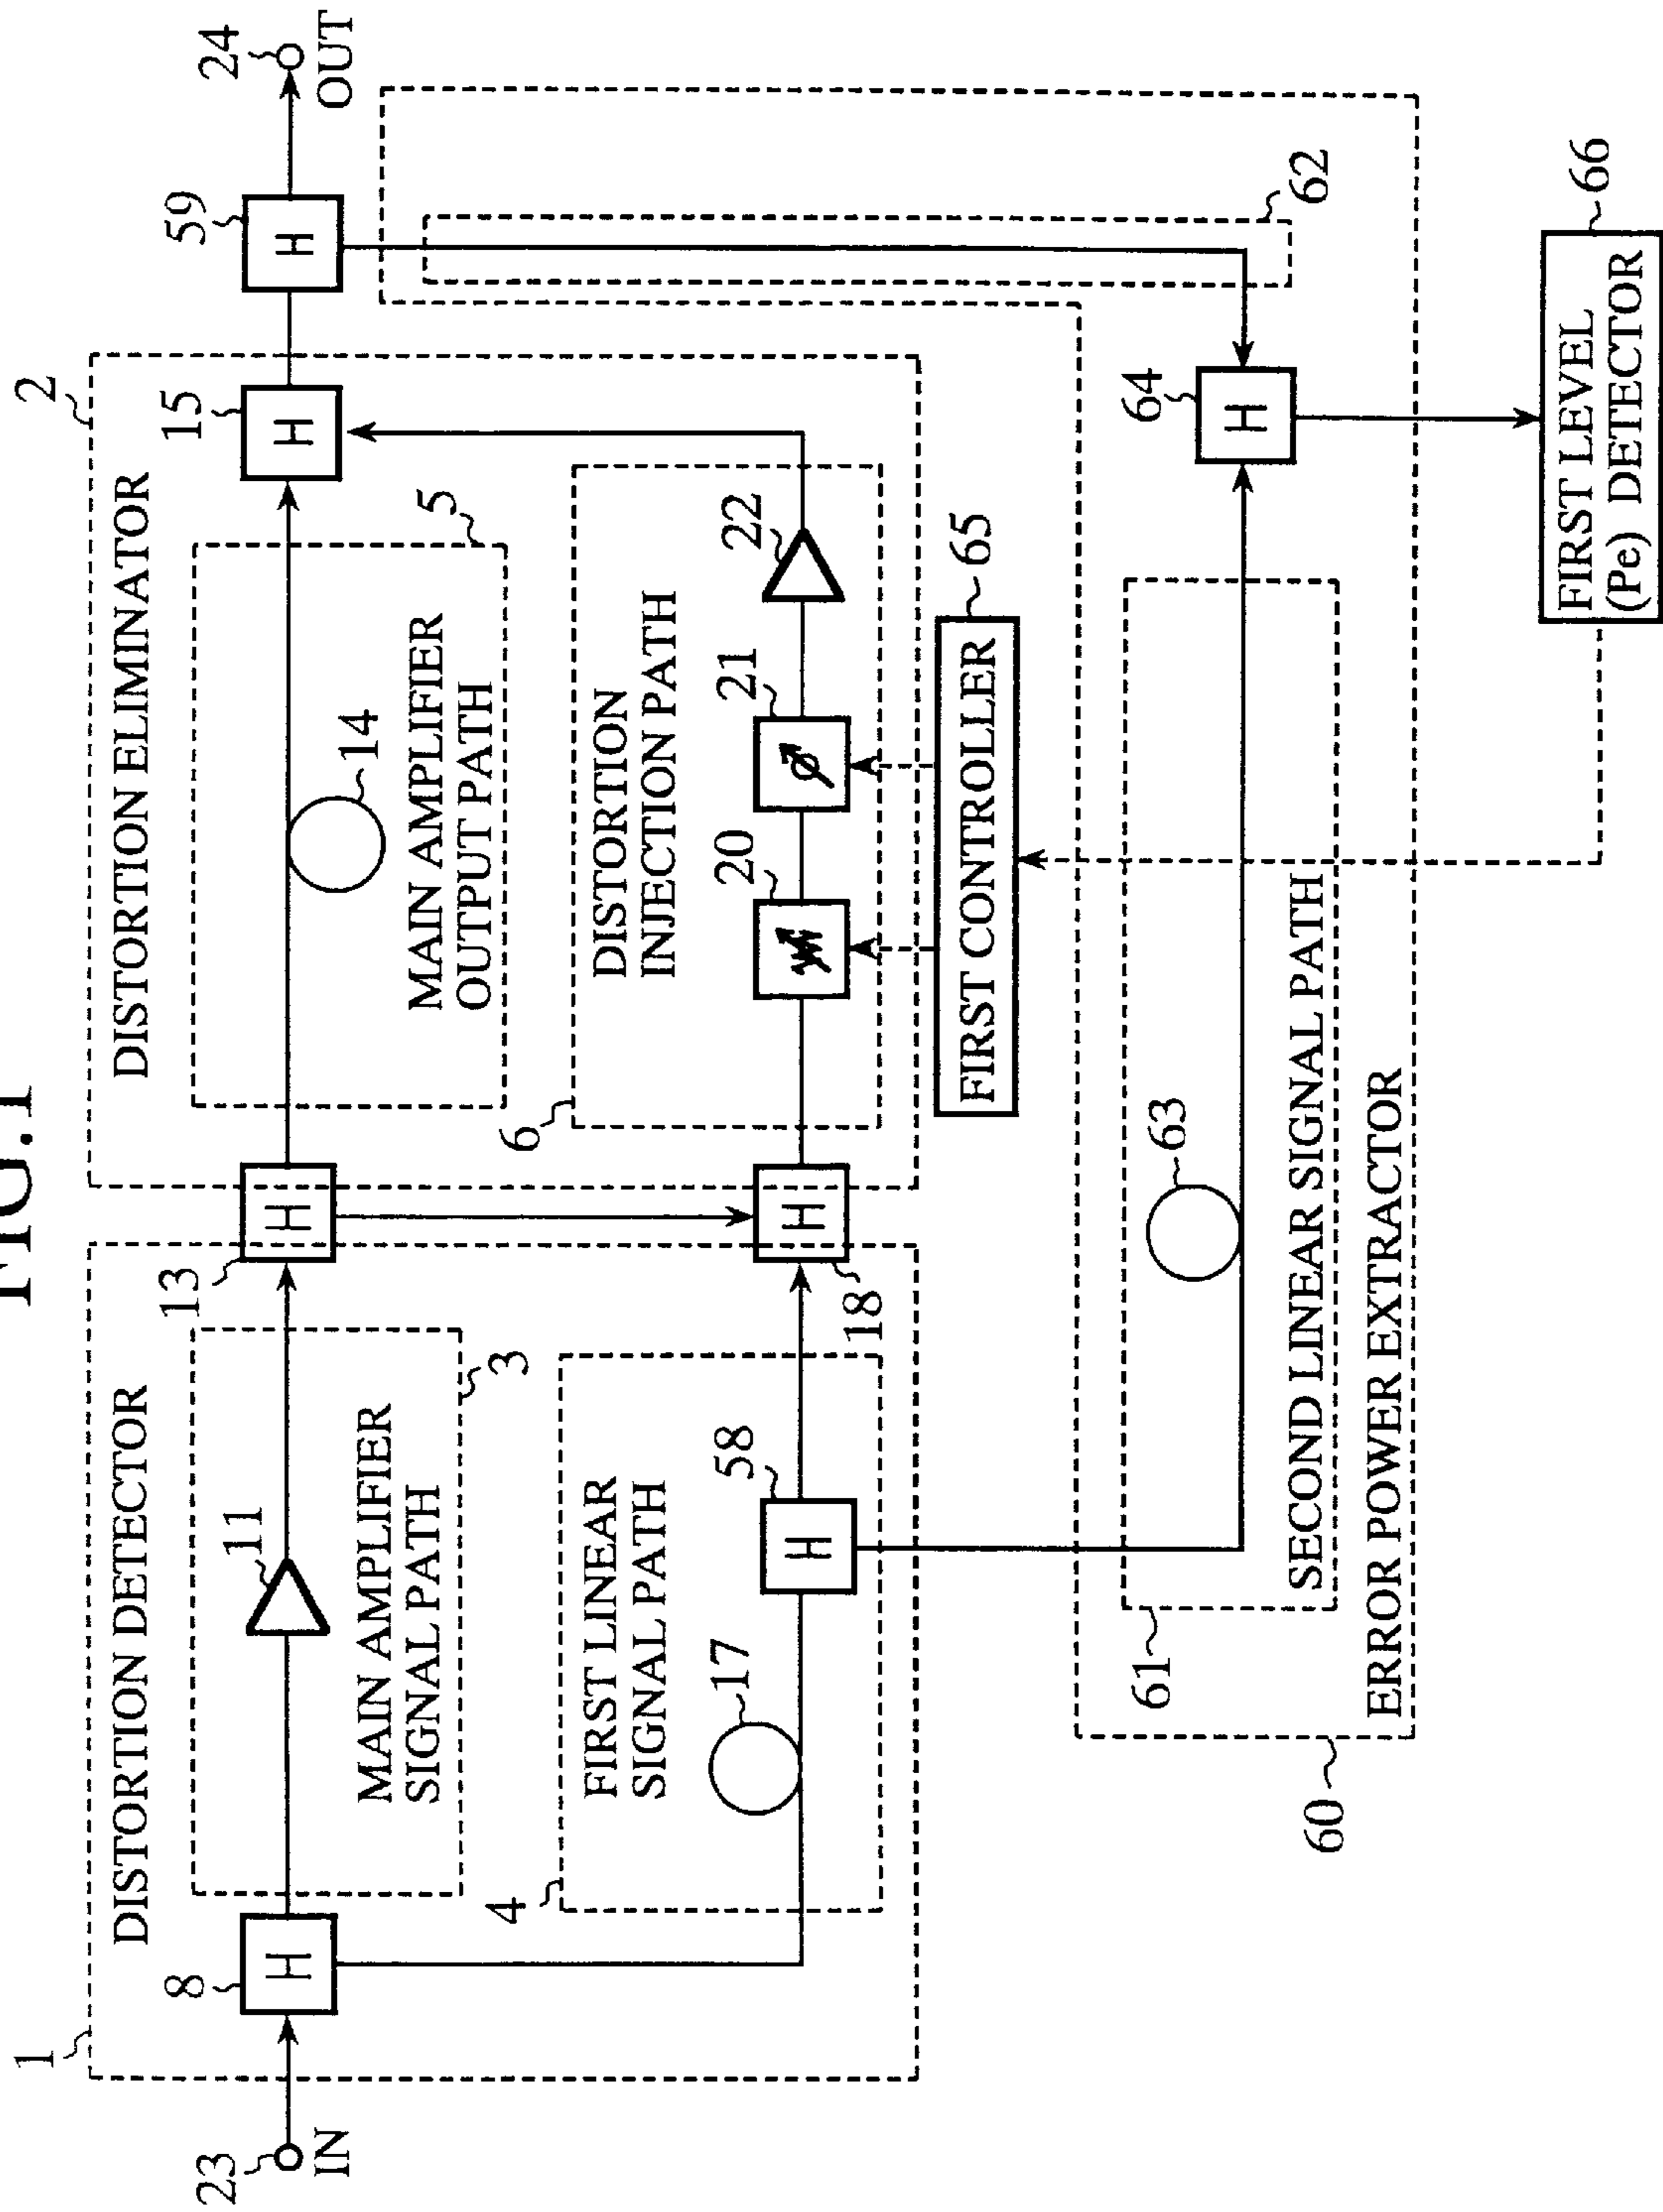 FIG.1
1
2
DISTORTION DETECTOR
DISTORTION ELIMINATOR
23
IN
8
H
11
MAIN AMPLIFIER
SIGNAL PATH
3
13
H
14
MAIN AMPLIFIER
OUTPUT PATH
5
15
H
59
H
24
OUT
4
FIRST LINEAR
SIGNAL PATH
17
58
H
18
H
6
DISTORTION
INJECTION PATH
20
21
ø
22
FIRST CONTROLLER
65
62
60
61
63
SECOND LINEAR SIGNAL PATH
ERROR POWER EXTRACTOR
64
H
FIRST LEVEL
(Pe) DETECTOR
66